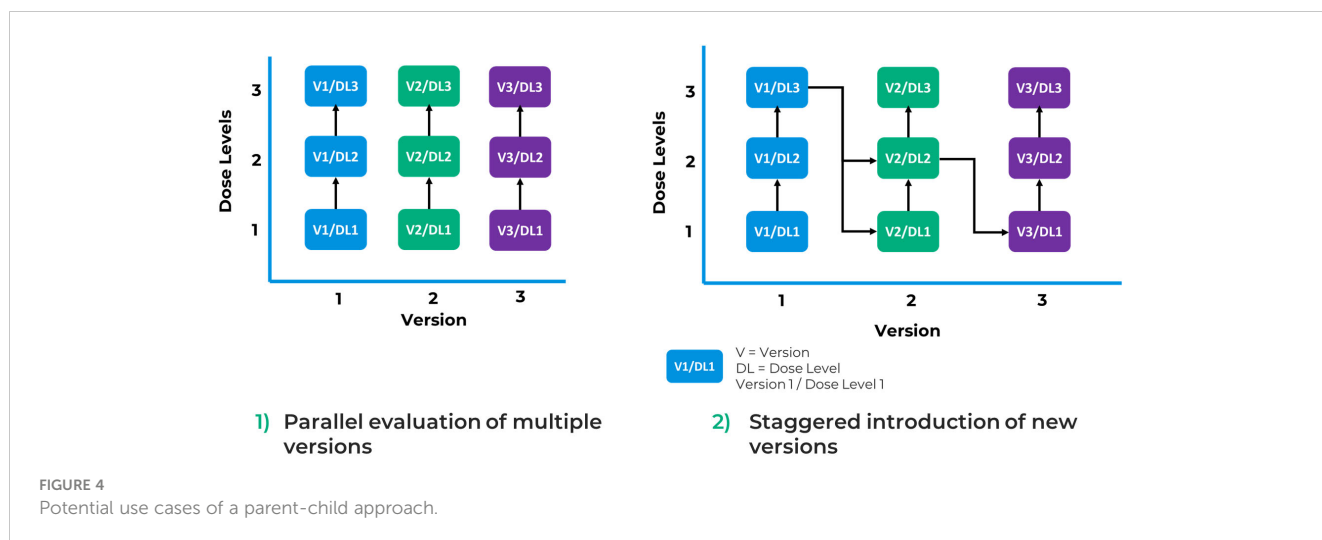 Dose Levels
3
2
1
V1/DL3
V2/DL3
V3/DL3
V1/DL2
V2/DL2
V3/DL2
V1/DL1
V2/DL1
V3/DL1
1
2
3
Version
1) Parallel evaluation of multiple
versions
Dose Levels
3
2
1
V1/DL3
V2/DL3
V3/DL3
V1/DL2
V2/DL2
V3/DL2
V1/DL1
V2/DL1
V3/DL1
1
2
3
Version
V1/DL1
V = Version
DL = Dose Level
Version 1 / Dose Level 1
2) Staggered introduction of new
versions
FIGURE 4
Potential use cases of a parent-child approach.